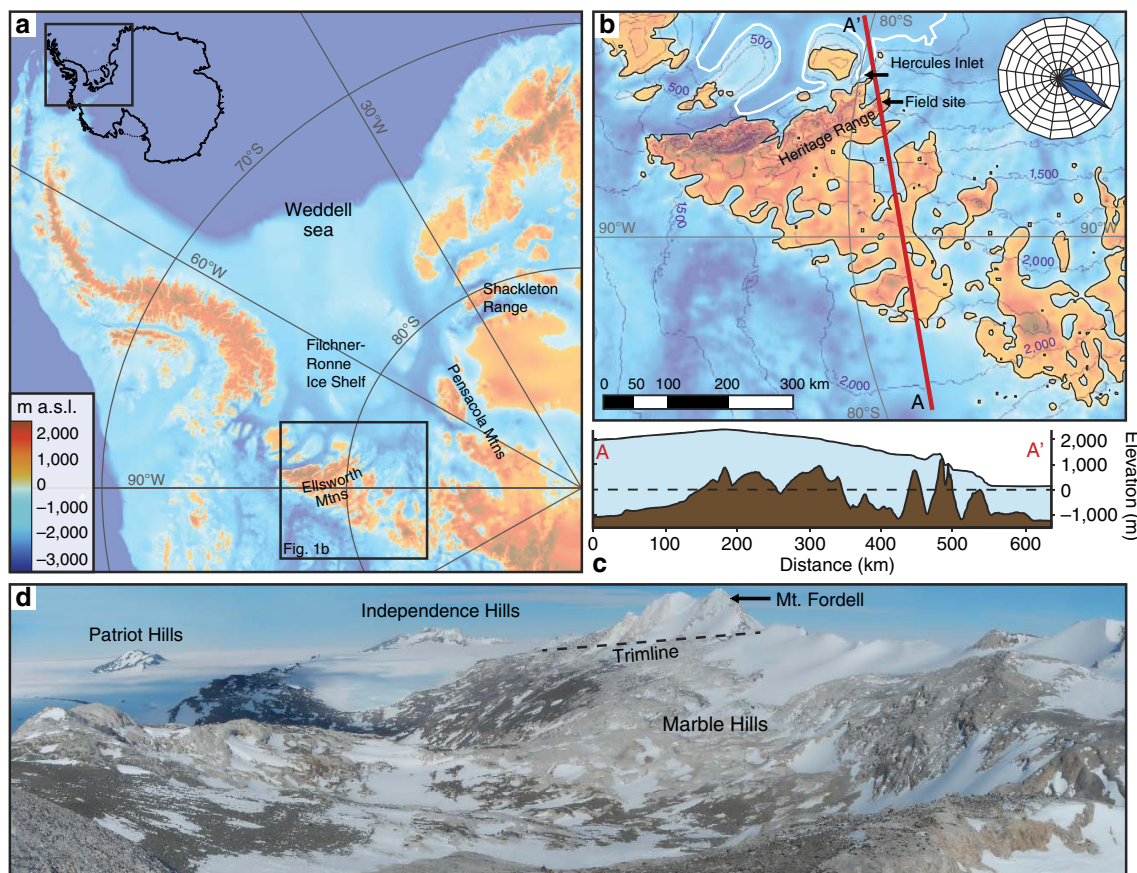 a
70°S
30°W
Weddell
sea
60°W
Shackleton
Range
80°S
Filchner-
Ronne
Ice Shelf
Pensacola Mtns
m a.s.l.
2,000
1,000
0
−1,000
−2,000
−3,000
90°W
Ellsworth
Mtns
Fig. 1b
b
A'
80°S
500
Hercules Inlet
500
Field site
Heritage Range
1,500
1500
90°W
90°W
2,000
2,000
2,000
0 50 100 200 300 km
A
80°S
A
A'
2,000
1,000
0
−1,000
Elevation (m)
0 100 200 300 400 500 600
Distance (km)
c
d
Patriot Hills
Independence Hills
Mt. Fordell
Trimline
Marble Hills